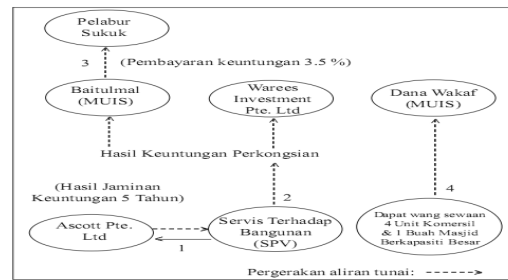 Pelabur
Sukuk
3
(Pembayaran keuntungan 3.5 %)
Baitulmal
(MUIS)
Warees
Investment
Pte. Ltd
Dana Wakaf
(MUIS)
Hasil Keuntungan Perkongsian
(Hasil Jaminan
Keuntungan 5 Tahun)
2
4
Ascott Pte.
Ltd
1
Servis Terhadap
Bangunan
(SPV)
Dapat wang sewaan
4 Unit Komersil
& 1 Buah Masjid
Berkapasiti Besar
Pergerakan aliran tunai: